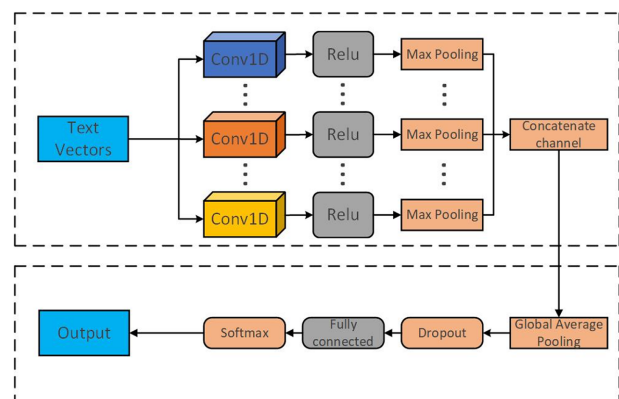 Conv1D
Relu
Max Pooling
Text
Vectors
Conv1D
Relu
Max Pooling
Concatenate
channel
Conv1D
Relu
Max Pooling
Output
Softmax
Fully
connected
Dropout
Global Average
Pooling